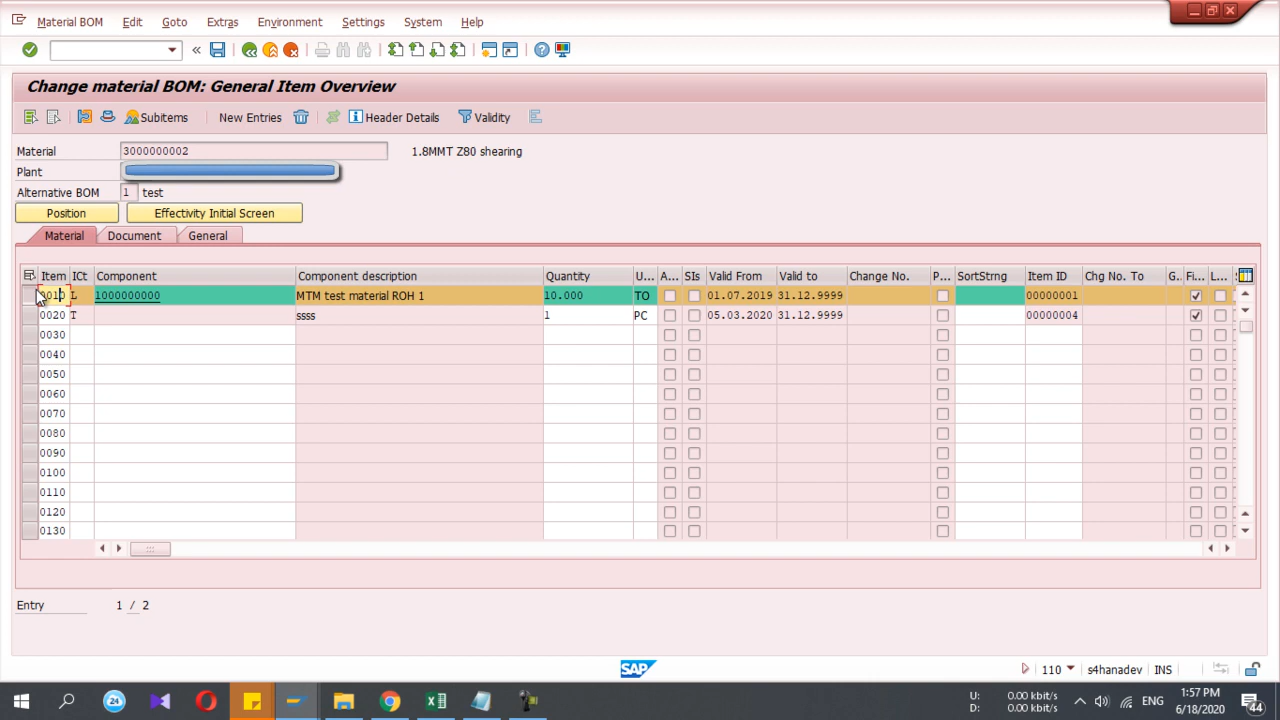 Material BOM Edit Goto Extras Environment Settings System Help
Change material BOM: General Item Overview
Subitems New Entries Header Details Validity
Material 3000000002 1.8MMT Z80 shearing
Plant
Alternative BOM 1 test
Position Effectivity Initial Screen
Material Document General
Item ICt Component Component description Quantity U... A... SIs Valid From Valid to Change No. P... SortStrng Item ID Chg No. To G.. Fi... L...
0010 L 1000000000 MTM test material ROH 1 10.000 TO 01.07.2019 31.12.9999 00000001
0020 T ssss 1 PC 05.03.2020 31.12.9999 00000004
0030
0040
0050
0060
0070
0080
0090
0100
0110
0120
0130
Entry 1 / 2
SAP 110 s4hanadev INS
24 U: 0.00 kbit/s ENG 1:57 PM
D: 0.00 kbit/s 6/18/2020 44